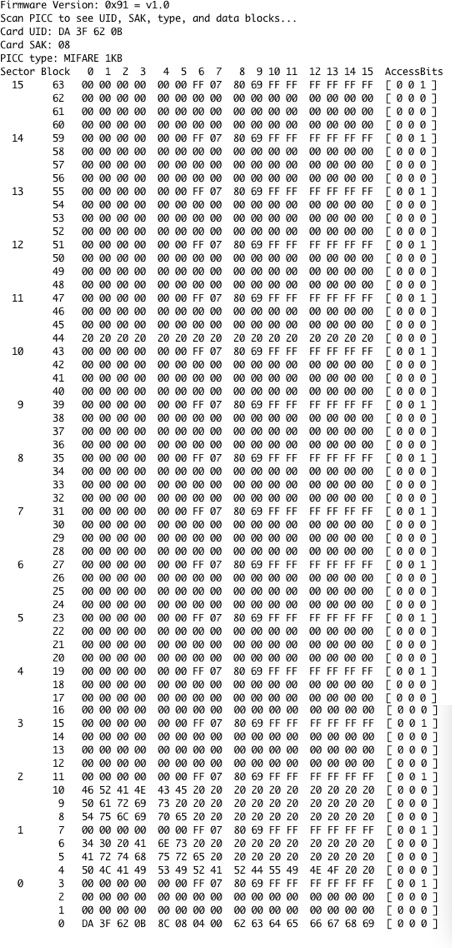 Firmware Version: 0x91 = v1.0
Scan PICC to see UID, SAK, type, and data blocks...
Card UID: DA 3F 62 0B
Card SAK: 08
PICC type: MIFARE 1KB
Sector Block 0 1 2 3 4 5 6 7 8 9 10 11 12 13 14 15 AccessBits
15 63 00 00 00 00 00 00 FF 07 80 69 FF FF FF FF FF FF [ 0 0 1 ]
62 00 00 00 00 00 00 00 00 00 00 00 00 00 00 00 00 [ 0 0 0 ]
61 00 00 00 00 00 00 00 00 00 00 00 00 00 00 00 00 [ 0 0 0 ]
60 00 00 00 00 00 00 00 00 00 00 00 00 00 00 00 00 [ 0 0 0 ]
14 59 00 00 00 00 00 00 FF 07 80 69 FF FF FF FF FF FF [ 0 0 1 ]
58 00 00 00 00 00 00 00 00 00 00 00 00 00 00 00 00 [ 0 0 0 ]
57 00 00 00 00 00 00 00 00 00 00 00 00 00 00 00 00 [ 0 0 0 ]
56 00 00 00 00 00 00 00 00 00 00 00 00 00 00 00 00 [ 0 0 0 ]
13 55 00 00 00 00 00 00 FF 07 80 69 FF FF FF FF FF FF [ 0 0 1 ]
54 00 00 00 00 00 00 00 00 00 00 00 00 00 00 00 00 [ 0 0 0 ]
53 00 00 00 00 00 00 00 00 00 00 00 00 00 00 00 00 [ 0 0 0 ]
52 00 00 00 00 00 00 00 00 00 00 00 00 00 00 00 00 [ 0 0 0 ]
12 51 00 00 00 00 00 00 FF 07 80 69 FF FF FF FF FF FF [ 0 0 1 ]
50 00 00 00 00 00 00 00 00 00 00 00 00 00 00 00 00 [ 0 0 0 ]
49 00 00 00 00 00 00 00 00 00 00 00 00 00 00 00 00 [ 0 0 0 ]
48 00 00 00 00 00 00 00 00 00 00 00 00 00 00 00 00 [ 0 0 0 ]
11 47 00 00 00 00 00 00 FF 07 80 69 FF FF FF FF FF FF [ 0 0 1 ]
46 00 00 00 00 00 00 00 00 00 00 00 00 00 00 00 00 [ 0 0 0 ]
45 00 00 00 00 00 00 00 00 00 00 00 00 00 00 00 00 [ 0 0 0 ]
44 20 20 20 20 20 20 20 20 20 20 20 20 20 20 20 20 [ 0 0 0 ]
10 43 00 00 00 00 00 00 FF 07 80 69 FF FF FF FF FF FF [ 0 0 1 ]
42 00 00 00 00 00 00 00 00 00 00 00 00 00 00 00 00 [ 0 0 0 ]
41 00 00 00 00 00 00 00 00 00 00 00 00 00 00 00 00 [ 0 0 0 ]
40 00 00 00 00 00 00 00 00 00 00 00 00 00 00 00 00 [ 0 0 0 ]
9 39 00 00 00 00 00 00 FF 07 80 69 FF FF FF FF FF FF [ 0 0 1 ]
38 00 00 00 00 00 00 00 00 00 00 00 00 00 00 00 00 [ 0 0 0 ]
37 00 00 00 00 00 00 00 00 00 00 00 00 00 00 00 00 [ 0 0 0 ]
36 00 00 00 00 00 00 00 00 00 00 00 00 00 00 00 00 [ 0 0 0 ]
8 35 00 00 00 00 00 00 FF 07 80 69 FF FF FF FF FF FF [ 0 0 1 ]
34 00 00 00 00 00 00 00 00 00 00 00 00 00 00 00 00 [ 0 0 0 ]
33 00 00 00 00 00 00 00 00 00 00 00 00 00 00 00 00 [ 0 0 0 ]
32 00 00 00 00 00 00 00 00 00 00 00 00 00 00 00 00 [ 0 0 0 ]
7 31 00 00 00 00 00 00 FF 07 80 69 FF FF FF FF FF FF [ 0 0 1 ]
30 00 00 00 00 00 00 00 00 00 00 00 00 00 00 00 00 [ 0 0 0 ]
29 00 00 00 00 00 00 00 00 00 00 00 00 00 00 00 00 [ 0 0 0 ]
28 00 00 00 00 00 00 00 00 00 00 00 00 00 00 00 00 [ 0 0 0 ]
6 27 00 00 00 00 00 00 FF 07 80 69 FF FF FF FF FF FF [ 0 0 1 ]
26 00 00 00 00 00 00 00 00 00 00 00 00 00 00 00 00 [ 0 0 0 ]
25 00 00 00 00 00 00 00 00 00 00 00 00 00 00 00 00 [ 0 0 0 ]
24 00 00 00 00 00 00 00 00 00 00 00 00 00 00 00 00 [ 0 0 0 ]
5 23 00 00 00 00 00 00 FF 07 80 69 FF FF FF FF FF FF [ 0 0 1 ]
22 00 00 00 00 00 00 00 00 00 00 00 00 00 00 00 00 [ 0 0 0 ]
21 00 00 00 00 00 00 00 00 00 00 00 00 00 00 00 00 [ 0 0 0 ]
20 00 00 00 00 00 00 00 00 00 00 00 00 00 00 00 00 [ 0 0 0 ]
4 19 00 00 00 00 00 00 FF 07 80 69 FF FF FF FF FF FF [ 0 0 1 ]
18 00 00 00 00 00 00 00 00 00 00 00 00 00 00 00 00 [ 0 0 0 ]
17 00 00 00 00 00 00 00 00 00 00 00 00 00 00 00 00 [ 0 0 0 ]
16 00 00 00 00 00 00 00 00 00 00 00 00 00 00 00 00 [ 0 0 0 ]
3 15 00 00 00 00 00 00 FF 07 80 69 FF FF FF FF FF FF [ 0 0 1 ]
14 00 00 00 00 00 00 00 00 00 00 00 00 00 00 00 00 [ 0 0 0 ]
13 00 00 00 00 00 00 00 00 00 00 00 00 00 00 00 00 [ 0 0 0 ]
12 00 00 00 00 00 00 00 00 00 00 00 00 00 00 00 00 [ 0 0 0 ]
2 11 00 00 00 00 00 00 FF 07 80 69 FF FF FF FF FF FF [ 0 0 1 ]
10 46 52 41 4E 43 45 20 20 20 20 20 20 20 20 20 20 [ 0 0 0 ]
9 50 61 72 69 73 20 20 20 20 20 20 20 20 20 20 20 [ 0 0 0 ]
8 54 75 6C 69 70 65 20 20 20 20 20 20 20 20 20 20 [ 0 0 0 ]
1 7 00 00 00 00 00 00 FF 07 80 69 FF FF FF FF FF FF [ 0 0 1 ]
6 34 30 20 41 6E 73 20 20 20 20 20 20 20 20 20 20 [ 0 0 0 ]
5 41 72 74 68 75 72 65 20 20 20 20 20 20 20 20 20 [ 0 0 0 ]
4 50 4C 41 49 53 49 52 41 52 44 55 49 4E 4F 20 20 [ 0 0 0 ]
0 3 00 00 00 00 00 00 FF 07 80 69 FF FF FF FF FF FF [ 0 0 1 ]
2 00 00 00 00 00 00 00 00 00 00 00 00 00 00 00 00 [ 0 0 0 ]
1 00 00 00 00 00 00 00 00 00 00 00 00 00 00 00 00 [ 0 0 0 ]
0 DA 3F 62 0B 8C 08 04 00 62 63 64 65 66 67 68 69 [ 0 0 0 ]